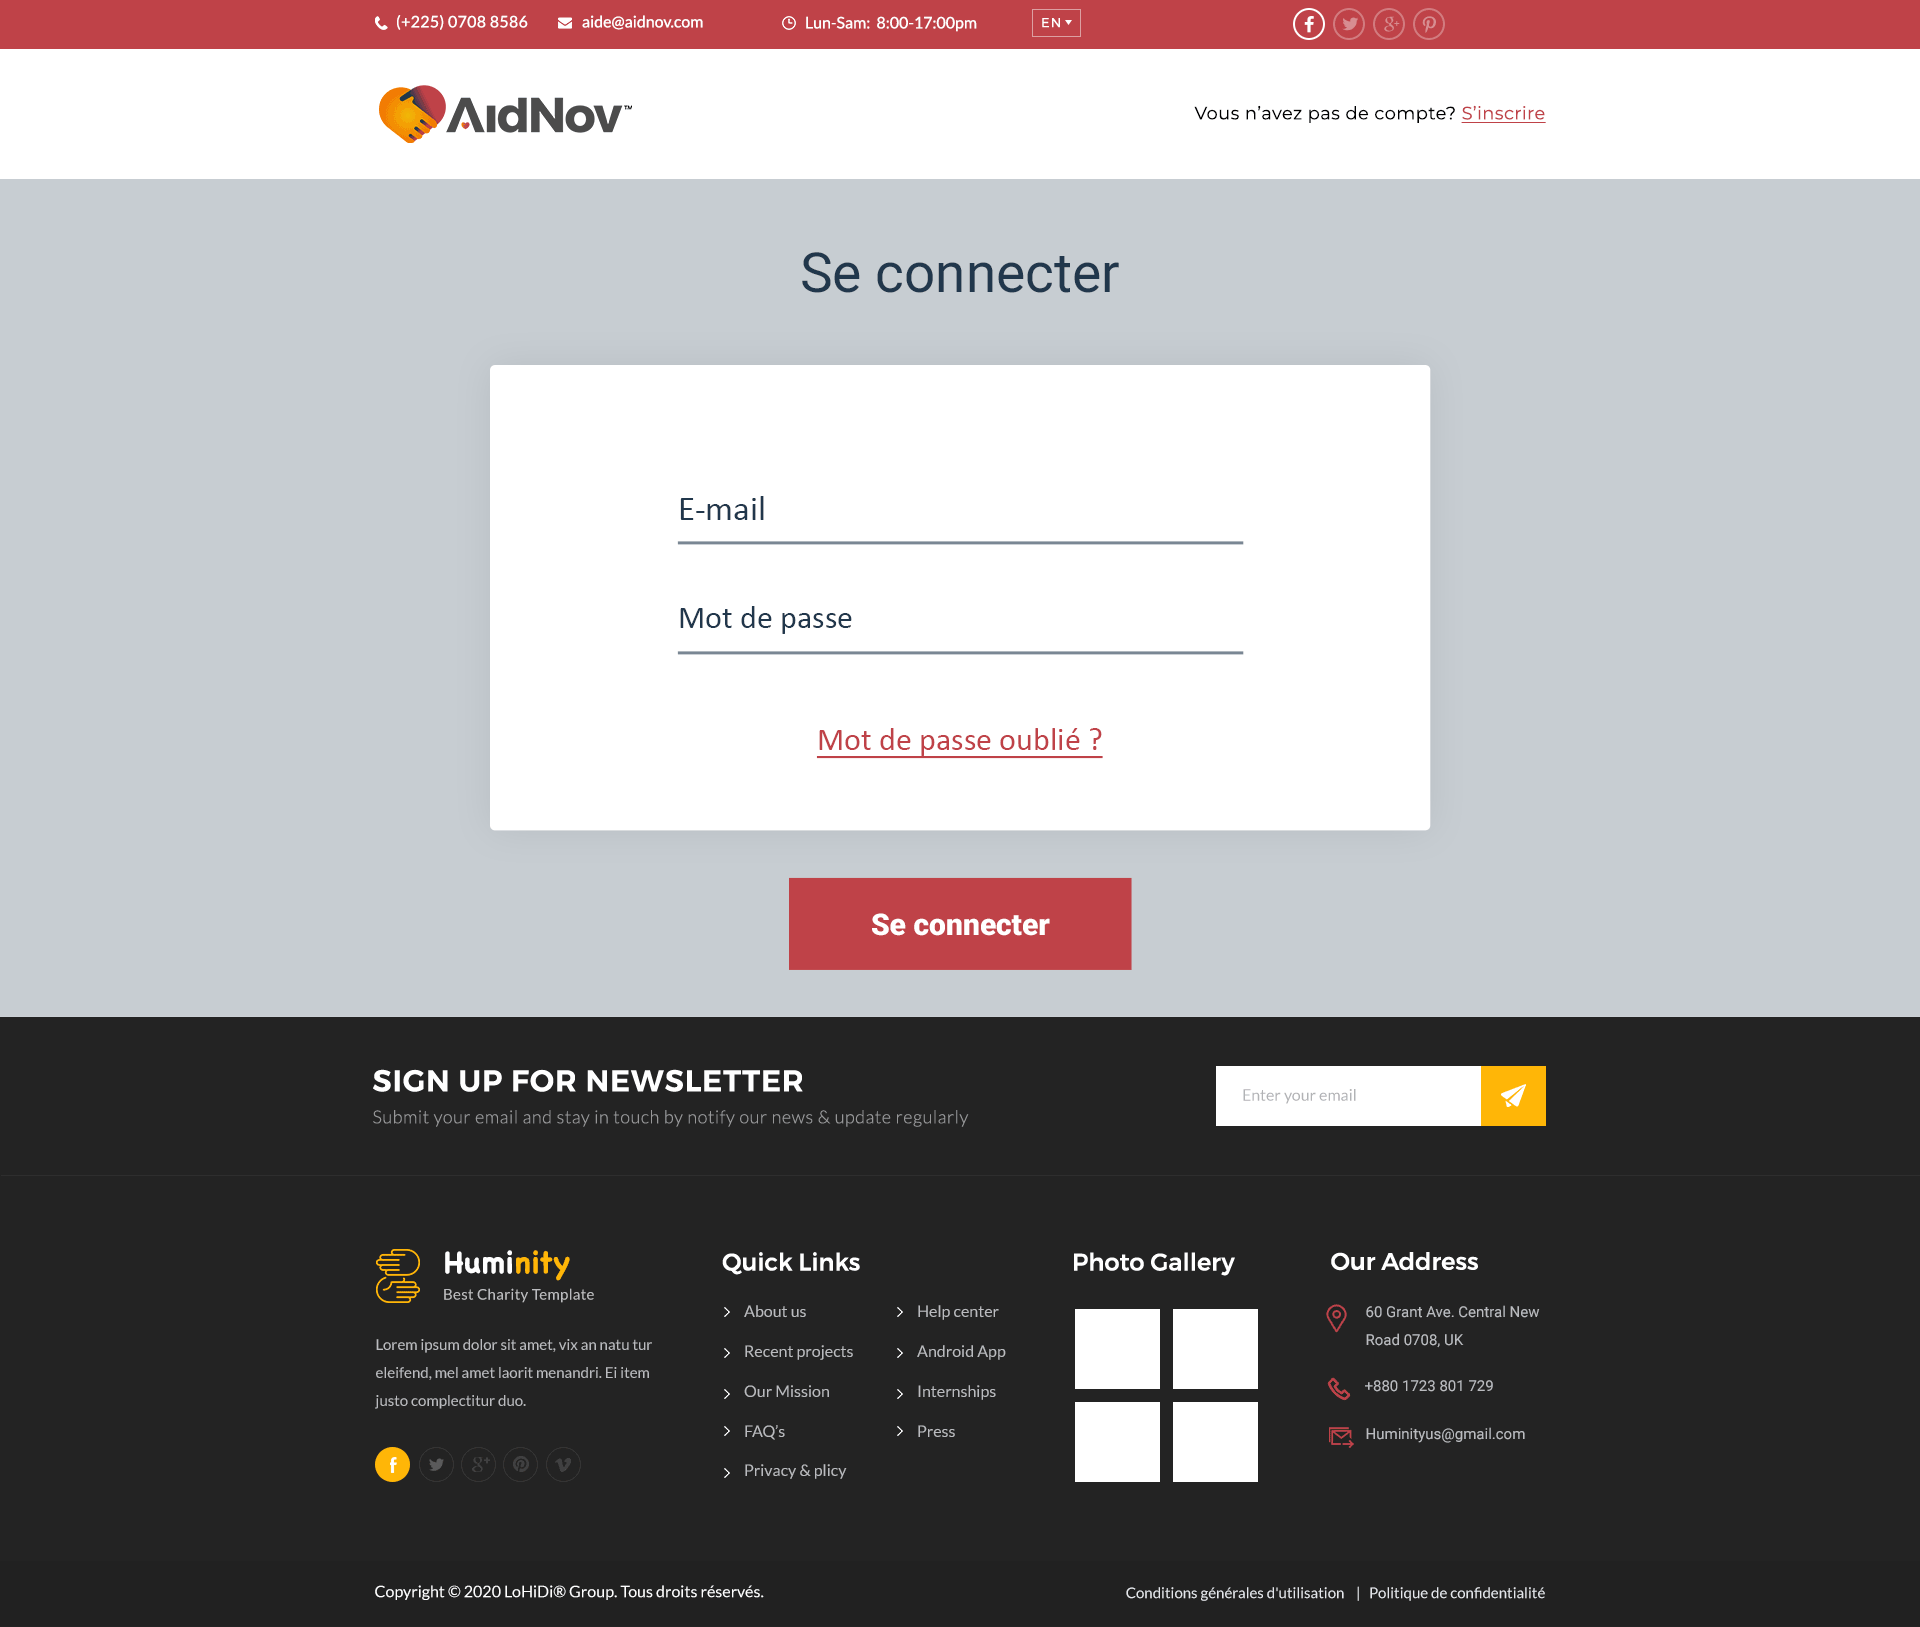 (+225) 0708 8586 aide@aidnov.com Lun-Sam: 8:00-17:00pm EN
AidNov™
Vous n’avez pas de compte? S’inscrire
Se connecter
E-mail
Mot de passe
Mot de passe oublié ?
Se connecter
SIGN UP FOR NEWSLETTER
Submit your email and stay in touch by notify our news & update regularly
Enter your email
Huminity
Best Charity Template
Lorem ipsum dolor sit amet, vix an natu tur
eleifend, mel amet laorit menandri. Ei item
justo complectitur duo.
Quick Links
About us
Recent projects
Our Mission
FAQ’s
Privacy & plicy
Help center
Android App
Internships
Press
Photo Gallery
Our Address
60 Grant Ave. Central New
Road 0708, UK
+880 1723 801 729
Huminityus@gmail.com
Copyright © 2020 LoHiDi® Group. Tous droits réservés.
Conditions générales d'utilisation | Politique de confidentialité